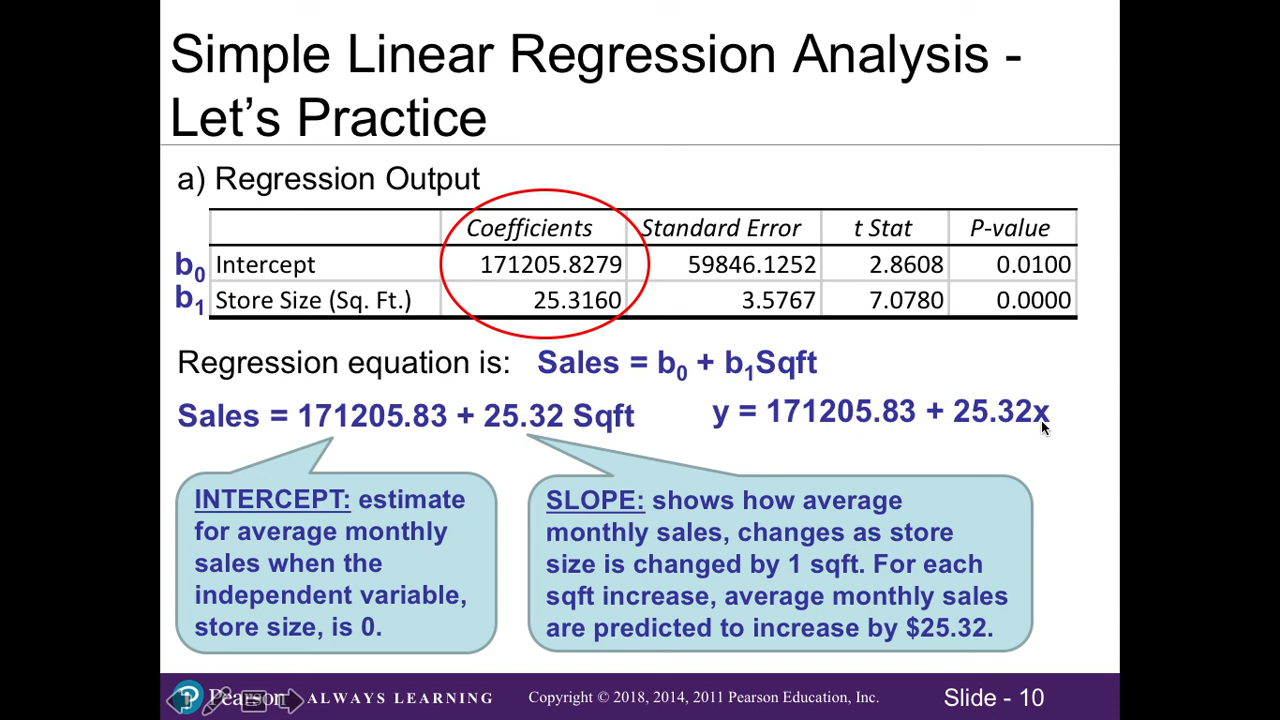 Simple Linear Regression Analysis -
Let's Practice
a) Regression Output
Coefficients Standard Error t Stat P-value
b0 Intercept 171205.8279 59846.1252 2.8608 0.0100
b1 Store Size (Sq. Ft.) 25.3160 3.5767 7.0780 0.0000
Regression equation is: Sales = b0 + b1Sqft
Sales = 171205.83 + 25.32 Sqft y = 171205.83 + 25.32x
INTERCEPT: estimate
for average monthly
sales when the
independent variable,
store size, is 0.
SLOPE: shows how average
monthly sales, changes as store
size is changed by 1 sqft. For each
sqft increase, average monthly sales
are predicted to increase by $25.32.
Pearson ALWAYS LEARNING Copyright © 2018, 2014, 2011 Pearson Education, Inc. Slide - 10